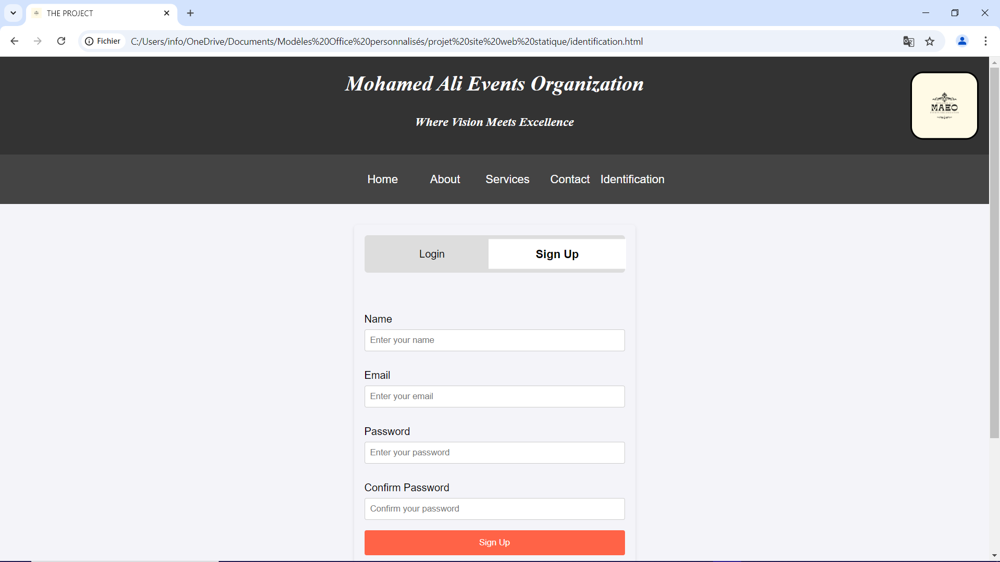 THE PROJECT
Fichier C:/Users/info/OneDrive/Documents/Modèles%20Office%20personnalisés/projet%20site%20web%20statique/identification.html
Mohamed Ali Events Organization
Where Vision Meets Excellence
MAEO
EVENTS ORGANIZATION
Home About Services Contact Identification
Login Sign Up
Name
Enter your name
Email
Enter your email
Password
Enter your password
Confirm Password
Confirm your password
Sign Up